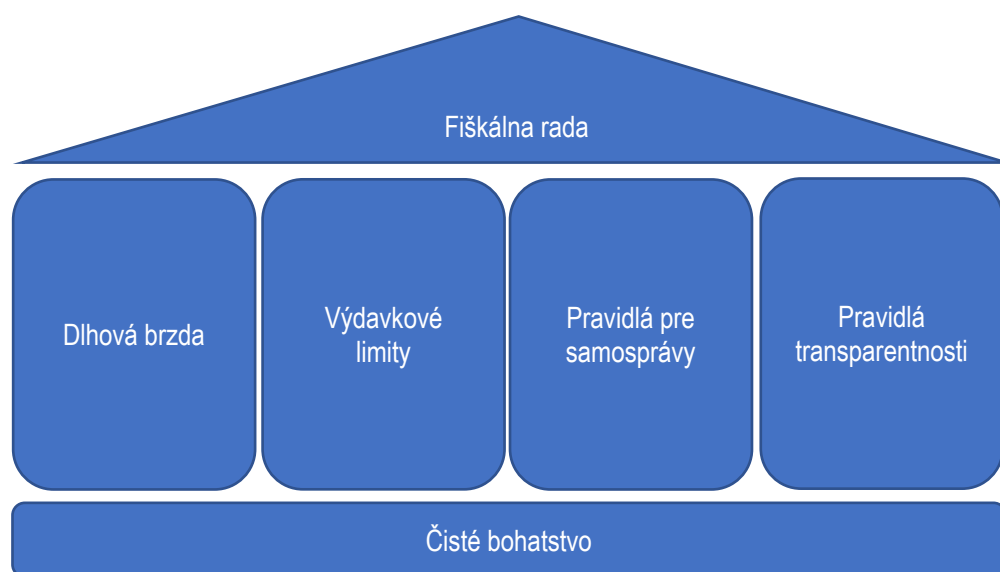 Fiškálna rada
Dlhová brzda
Výdavkové
limity
Pravidlá pre
samosprávy
Pravidlá
transparentnosti
Čisté bohatstvo